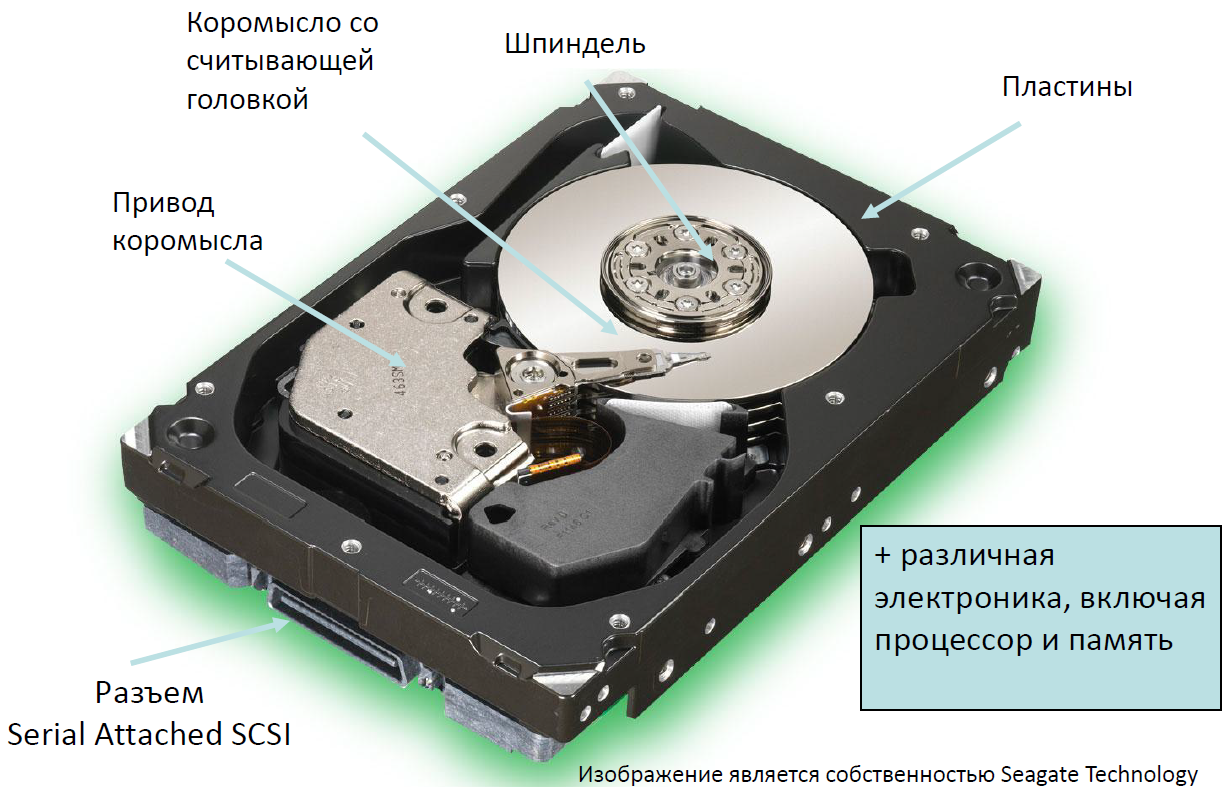 Коромысло со
считывающей
головкой
Шпиндель
Пластины
Привод
коромысла
+ различная
электроника, включая
процессор и память
Разъем
Serial Attached SCSI
Изображение является собственностью Seagate Technology